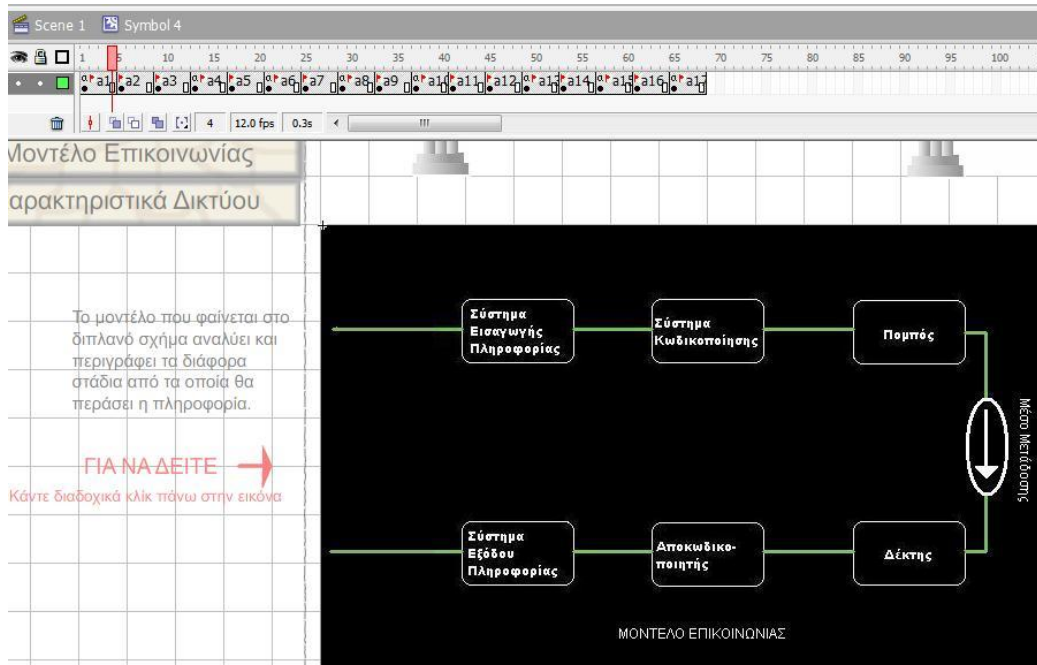 Scene 1 Symbol 4
1 5 10 15 20 25 30 35 40 45 50 55 60 65 70 75 80 85 90 95 100
a1 a2 a3 a4 a5 a6 a7 a8 a9 a10 a11 a12 a13 a14 a15 a16 a17
4 12.0 fps 0.3s
Μοντέλο Επικοινωνίας
αρακτηριστικά Δικτύου
Το μοντέλο που φαίνεται στο
διπλανό σχήμα αναλύει και
περιγράφει τα διάφορα
στάδια από τα οποία θα
περάσει η πληροφορία.
ΓΙΑ ΝΑ ΔΕΙΤΕ
Κάντε διαδοχικά κλίκ πάνω στην εικόνα
Σύστημα
Εισαγωγής
Πληροφορίας
Σύστημα
Κωδικοποίησης
Πομπός
Μέσο Μετάδοσης
Σύστημα
Εξόδου
Πληροφορίας
Αποκωδικο-
ποιητής
Δέκτης
ΜΟΝΤΕΛΟ ΕΠΙΚΟΙΝΩΝΙΑΣ